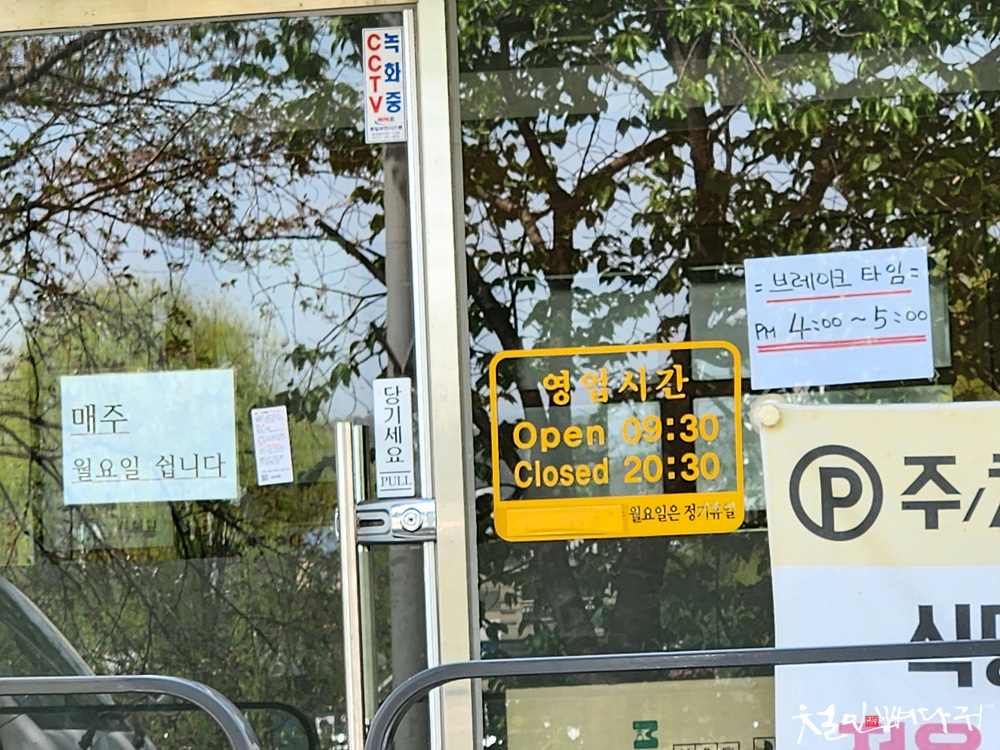 CCTV
녹화중
매주
월요일 쉽니다
당기세요
PULL
영업시간
Open 09:30
Closed 20:30
월요일은 정기휴일
= 브레이크 타임 =
PM 4:00 ~ 5:00
P 주/
식당